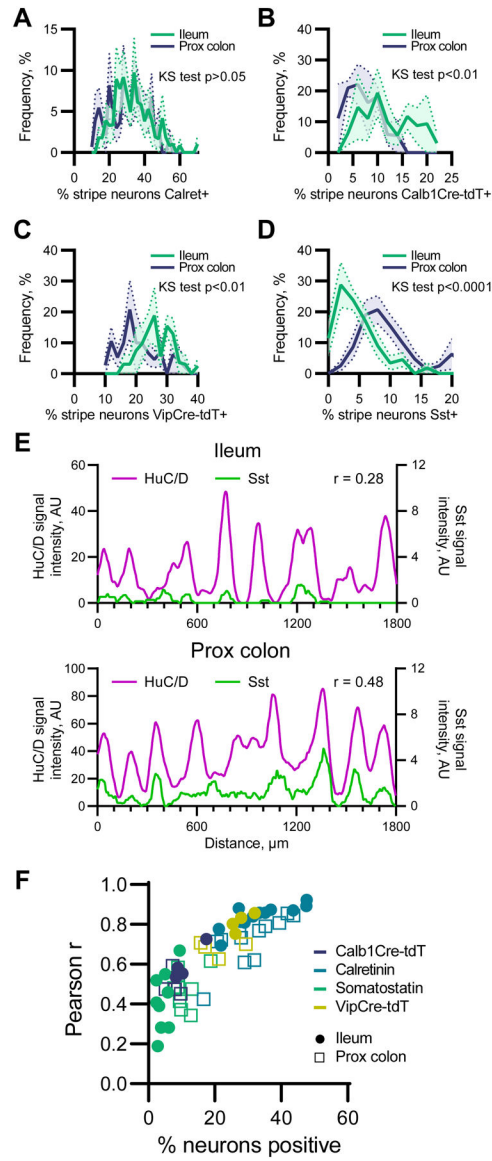 A
Ileum
Prox colon
KS test p>0.05
Frequency, %
15
10
5
0
0 20 40 60
% stripe neurons Calret+
B
Ileum
Prox colon
KS test p<0.01
Frequency, %
40
30
20
10
0
0 5 10 15 20 25
% stripe neurons Calb1Cre-tdT+
C
Ileum
Prox colon
KS test p<0.01
Frequency, %
40
30
20
10
0
0 10 20 30 40
% stripe neurons VipCre-tdT+
D
Ileum
Prox colon
KS test p<0.0001
Frequency, %
40
30
20
10
0
0 5 10 15 20
% stripe neurons Sst+
E
Ileum
HuC/D Sst r = 0.28
HuC/D signal
intensity, AU
60
40
20
0
12
8
4
0
Sst signal
intensity, AU
0 600 1200 1800
Prox colon
HuC/D Sst r = 0.48
HuC/D signal
intensity, AU
100
80
60
40
20
0
12
8
4
0
Sst signal
intensity, AU
0 600 1200 1800
Distance, µm
F
Pearson r
1.0
0.8
0.6
0.4
0.2
0.0
0 20 40 60
% neurons positive
Calb1Cre-tdT
Calretinin
Somatostatin
VipCre-tdT
Ileum
Prox colon